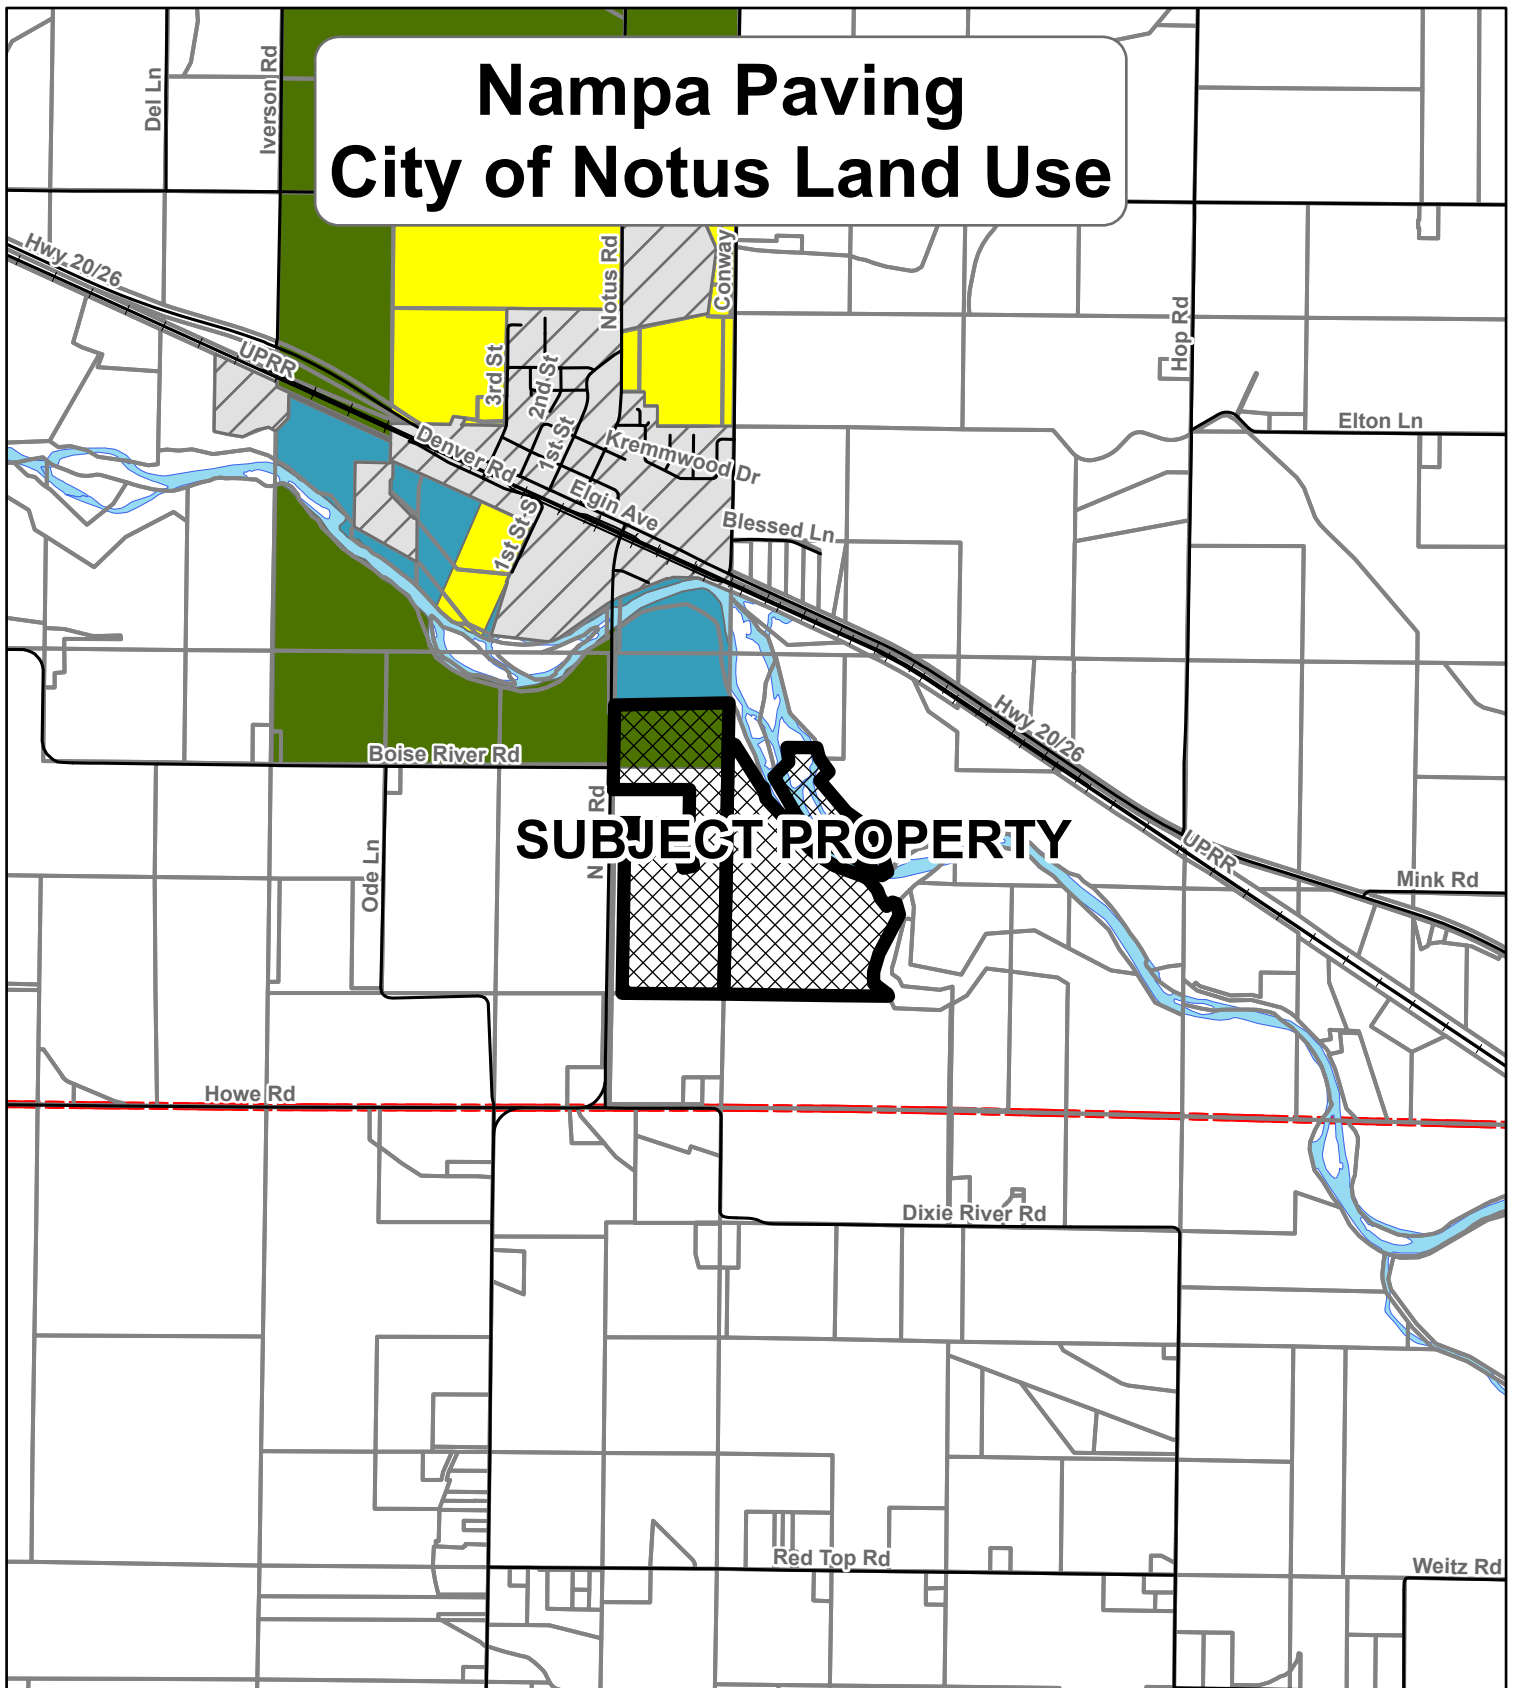 Nampa Paving
City of Notus Land Use
Del Ln
Iverson Rd
Hwy 20/26
UPRR
Notus Rd
Conway
Hop Rd
3rd St
2nd St
1st St
Denver Rd
Kremmwood Dr
Elgin Ave
Blessed Ln
1st St S
Elton Ln
Hwy 20/26
Boise River Rd
N Rd
SUBJECT PROPERTY
Ode Ln
UPRR
Mink Rd
Howe Rd
Dixie River Rd
Red Top Rd
Weitz Rd